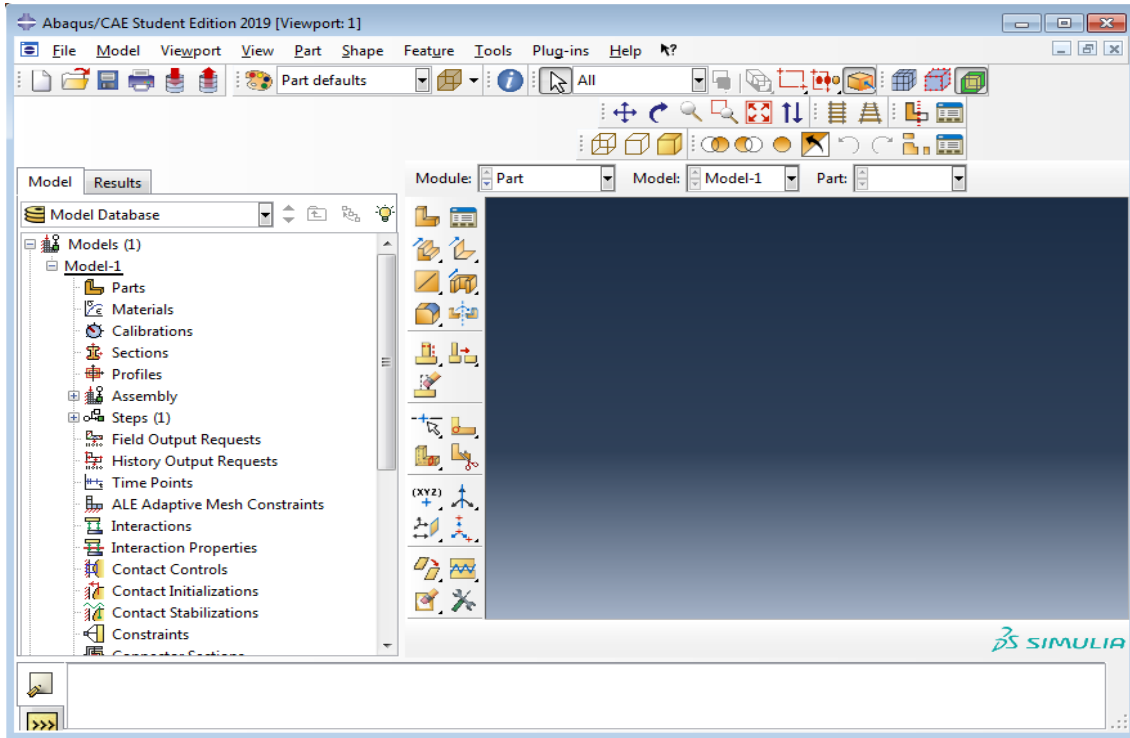 Abaqus/CAE Student Edition 2019 [Viewport: 1]
File Model Viewport View Part Shape Feature Tools Plug-ins Help
Part defaults All
Module: Part Model: Model-1 Part:
Model Results
Model Database
Models (1)
Model-1
Parts
Materials
Calibrations
Sections
Profiles
Assembly
Steps (1)
Field Output Requests
History Output Requests
Time Points
ALE Adaptive Mesh Constraints
Interactions
Interaction Properties
Contact Controls
Contact Initializations
Contact Stabilizations
Constraints
(XYZ)
SIMULIA
>>>